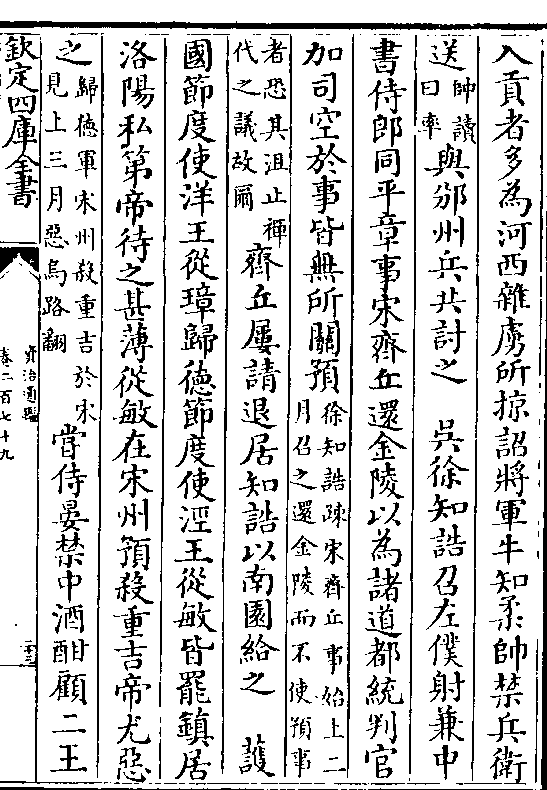 入貢者多為河西雜虜所掠詔將軍牛知柔帥禁兵衛
送帥讀曰率與邠州兵共討之　吳徐知誥召左僕射兼中
書侍郎同平章事宋齊丘還金陵以為諸道都統判官
加司空於事皆無所關預徐知誥疎宋齊丘事始上二月召之還金陵而不使預事
者恐其沮止禪代之議故爾齊丘屢請退居知誥以南園給之　護
國節度使洋王從璋歸德節度使涇王從敏皆罷鎮居
洛陽私第帝待之甚薄從敏在宋州預殺重吉帝尤惡
之歸德軍宋州殺重吉於宋見上三月惡烏路翻嘗侍宴禁中酒酣顧二王
欽定四庫全書
資治通鑑
卷二百七十九